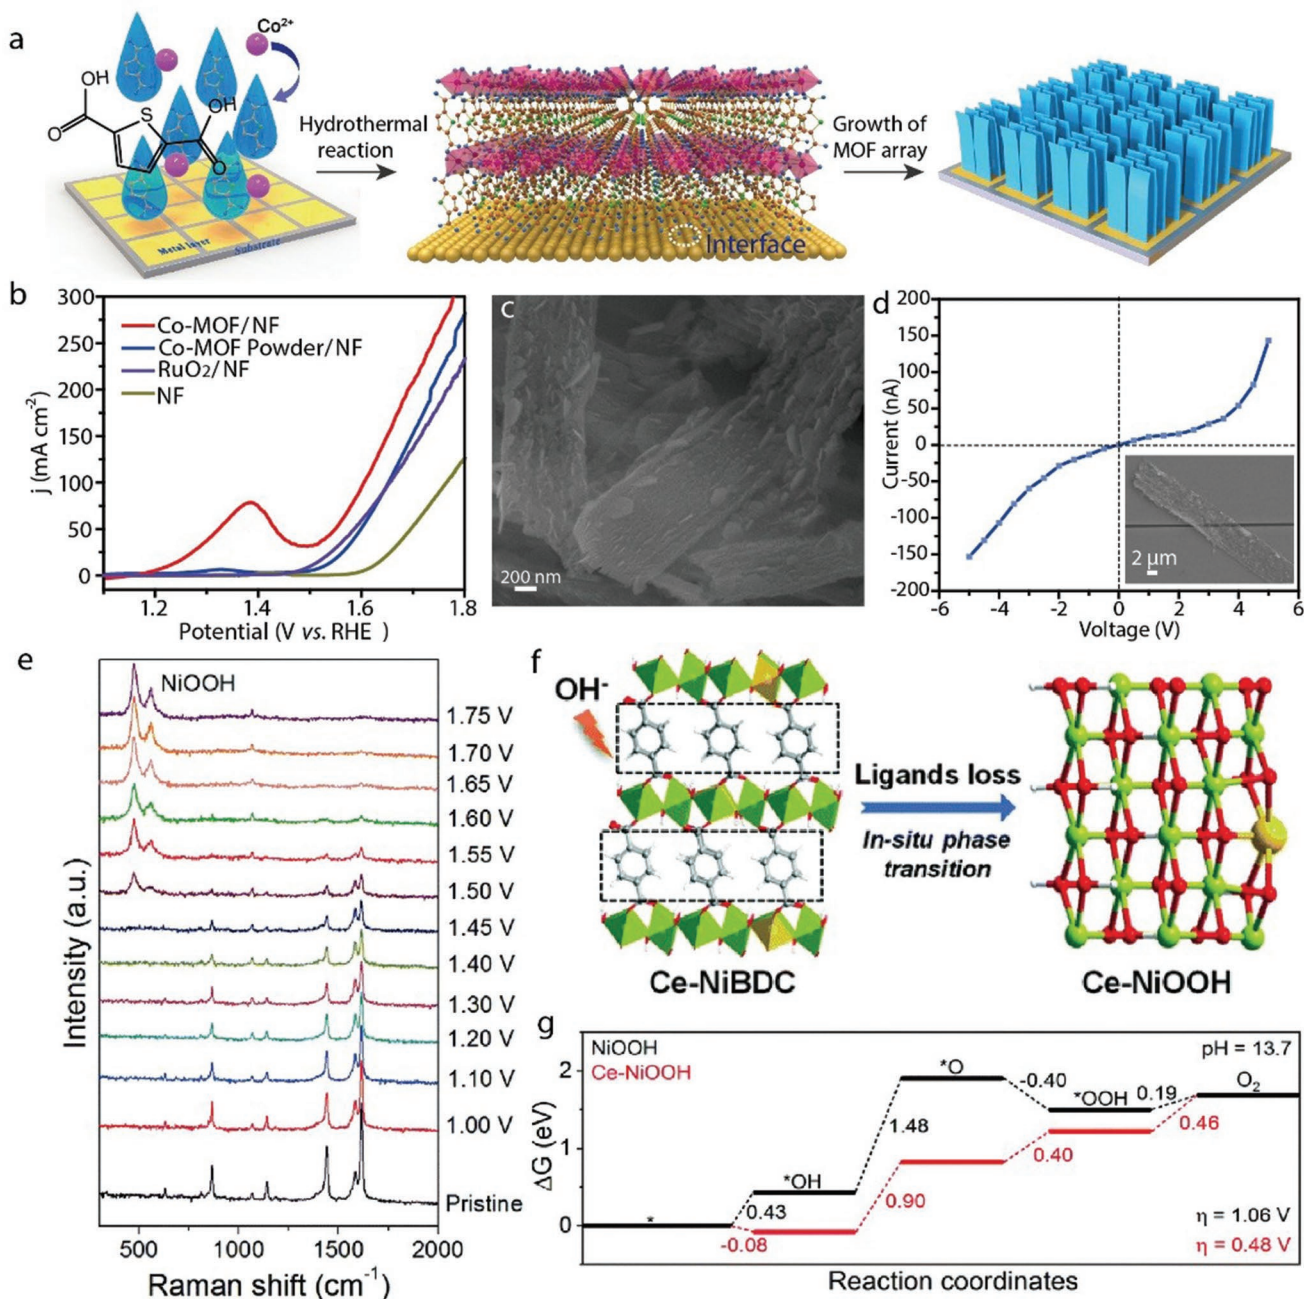 a
Co2+
OH
O
S
OH
O
Metal layer
Substrate
Hydrothermal
reaction
Interface
Growth of
MOF array
b
300
250
200
150
100
50
0
j (mA cm-2)
Co-MOF/NF
Co-MOF Powder/NF
RuO2/NF
NF
1.2 1.4 1.6 1.8
Potential (V vs. RHE )
c
200 nm
d
200
150
100
50
0
-50
-100
-150
-200
Current (nA)
2 μm
-6 -4 -2 0 2 4 6
Voltage (V)
e
NiOOH
1.75 V
1.70 V
1.65 V
1.60 V
1.55 V
1.50 V
1.45 V
1.40 V
1.30 V
1.20 V
1.10 V
1.00 V
Pristine
Intensity (a.u.)
500 1000 1500 2000
Raman shift (cm-1)
f
OH-
Ligands loss
In-situ phase
transition
Ce-NiBDC
Ce-NiOOH
g
NiOOH
Ce-NiOOH
pH = 13.7
2
1
0
ΔG (eV)
*
*OH
*O
*OOH
O2
0.43
1.48
-0.40
0.19
-0.08
0.90
0.40
0.46
η = 1.06 V
η = 0.48 V
Reaction coordinates